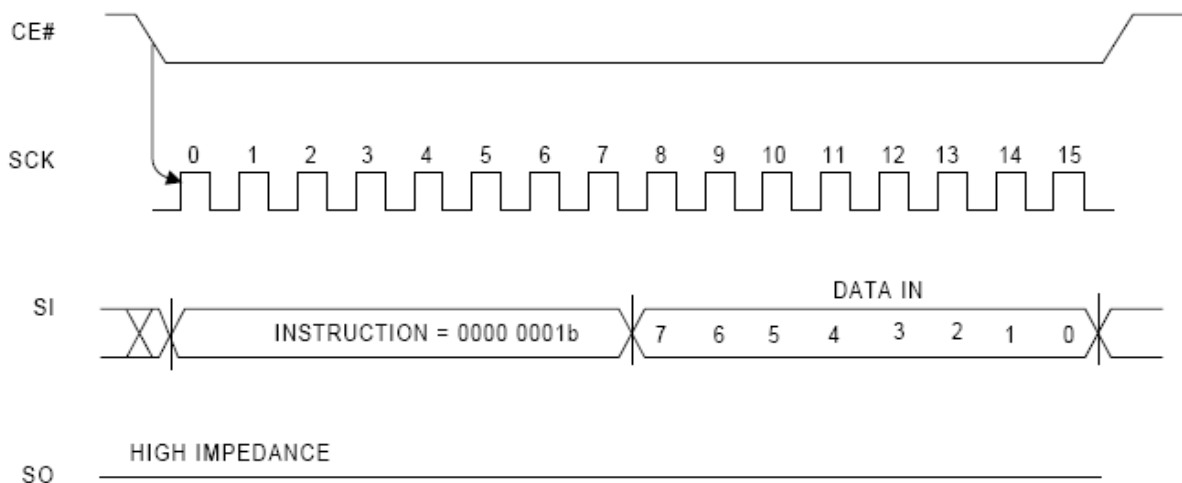 CE#
SCK
0 1 2 3 4 5 6 7 8 9 10 11 12 13 14 15
DATA IN
SI
INSTRUCTION = 0000 0001b 7 6 5 4 3 2 1 0
HIGH IMPEDANCE
SO